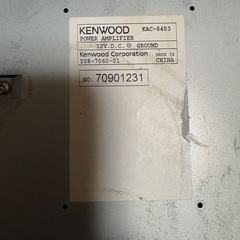 KENWOOD KAC-8403
POWER AMPLIFIER
12V.D.C. ⊖ GROUND
Kenwood Corporation MADE IN
Y08-7060-01 CHINA
NO. 70901231